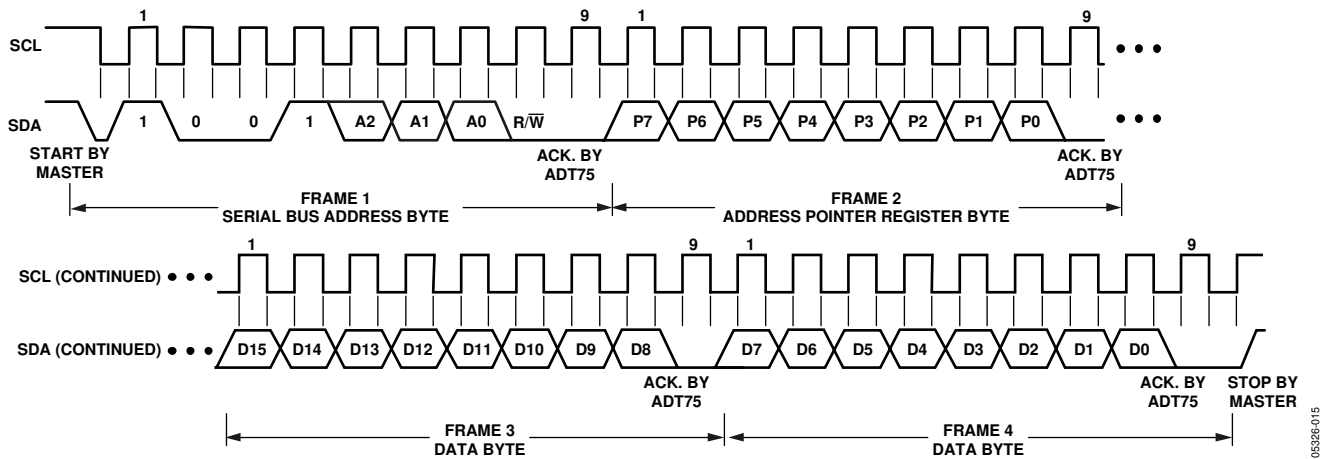 1 9 1 9
SCL
SDA
1 0 0 1 A2 A1 A0 R/W̅ P7 P6 P5 P4 P3 P2 P1 P0
START BY
MASTER
ACK. BY
ADT75
ACK. BY
ADT75
FRAME 1
SERIAL BUS ADDRESS BYTE
FRAME 2
ADDRESS POINTER REGISTER BYTE
1 9 1 9
SCL (CONTINUED)
SDA (CONTINUED)
D15 D14 D13 D12 D11 D10 D9 D8 D7 D6 D5 D4 D3 D2 D1 D0
ACK. BY
ADT75
ACK. BY
ADT75
STOP BY
MASTER
FRAME 3
DATA BYTE
FRAME 4
DATA BYTE
05326-015